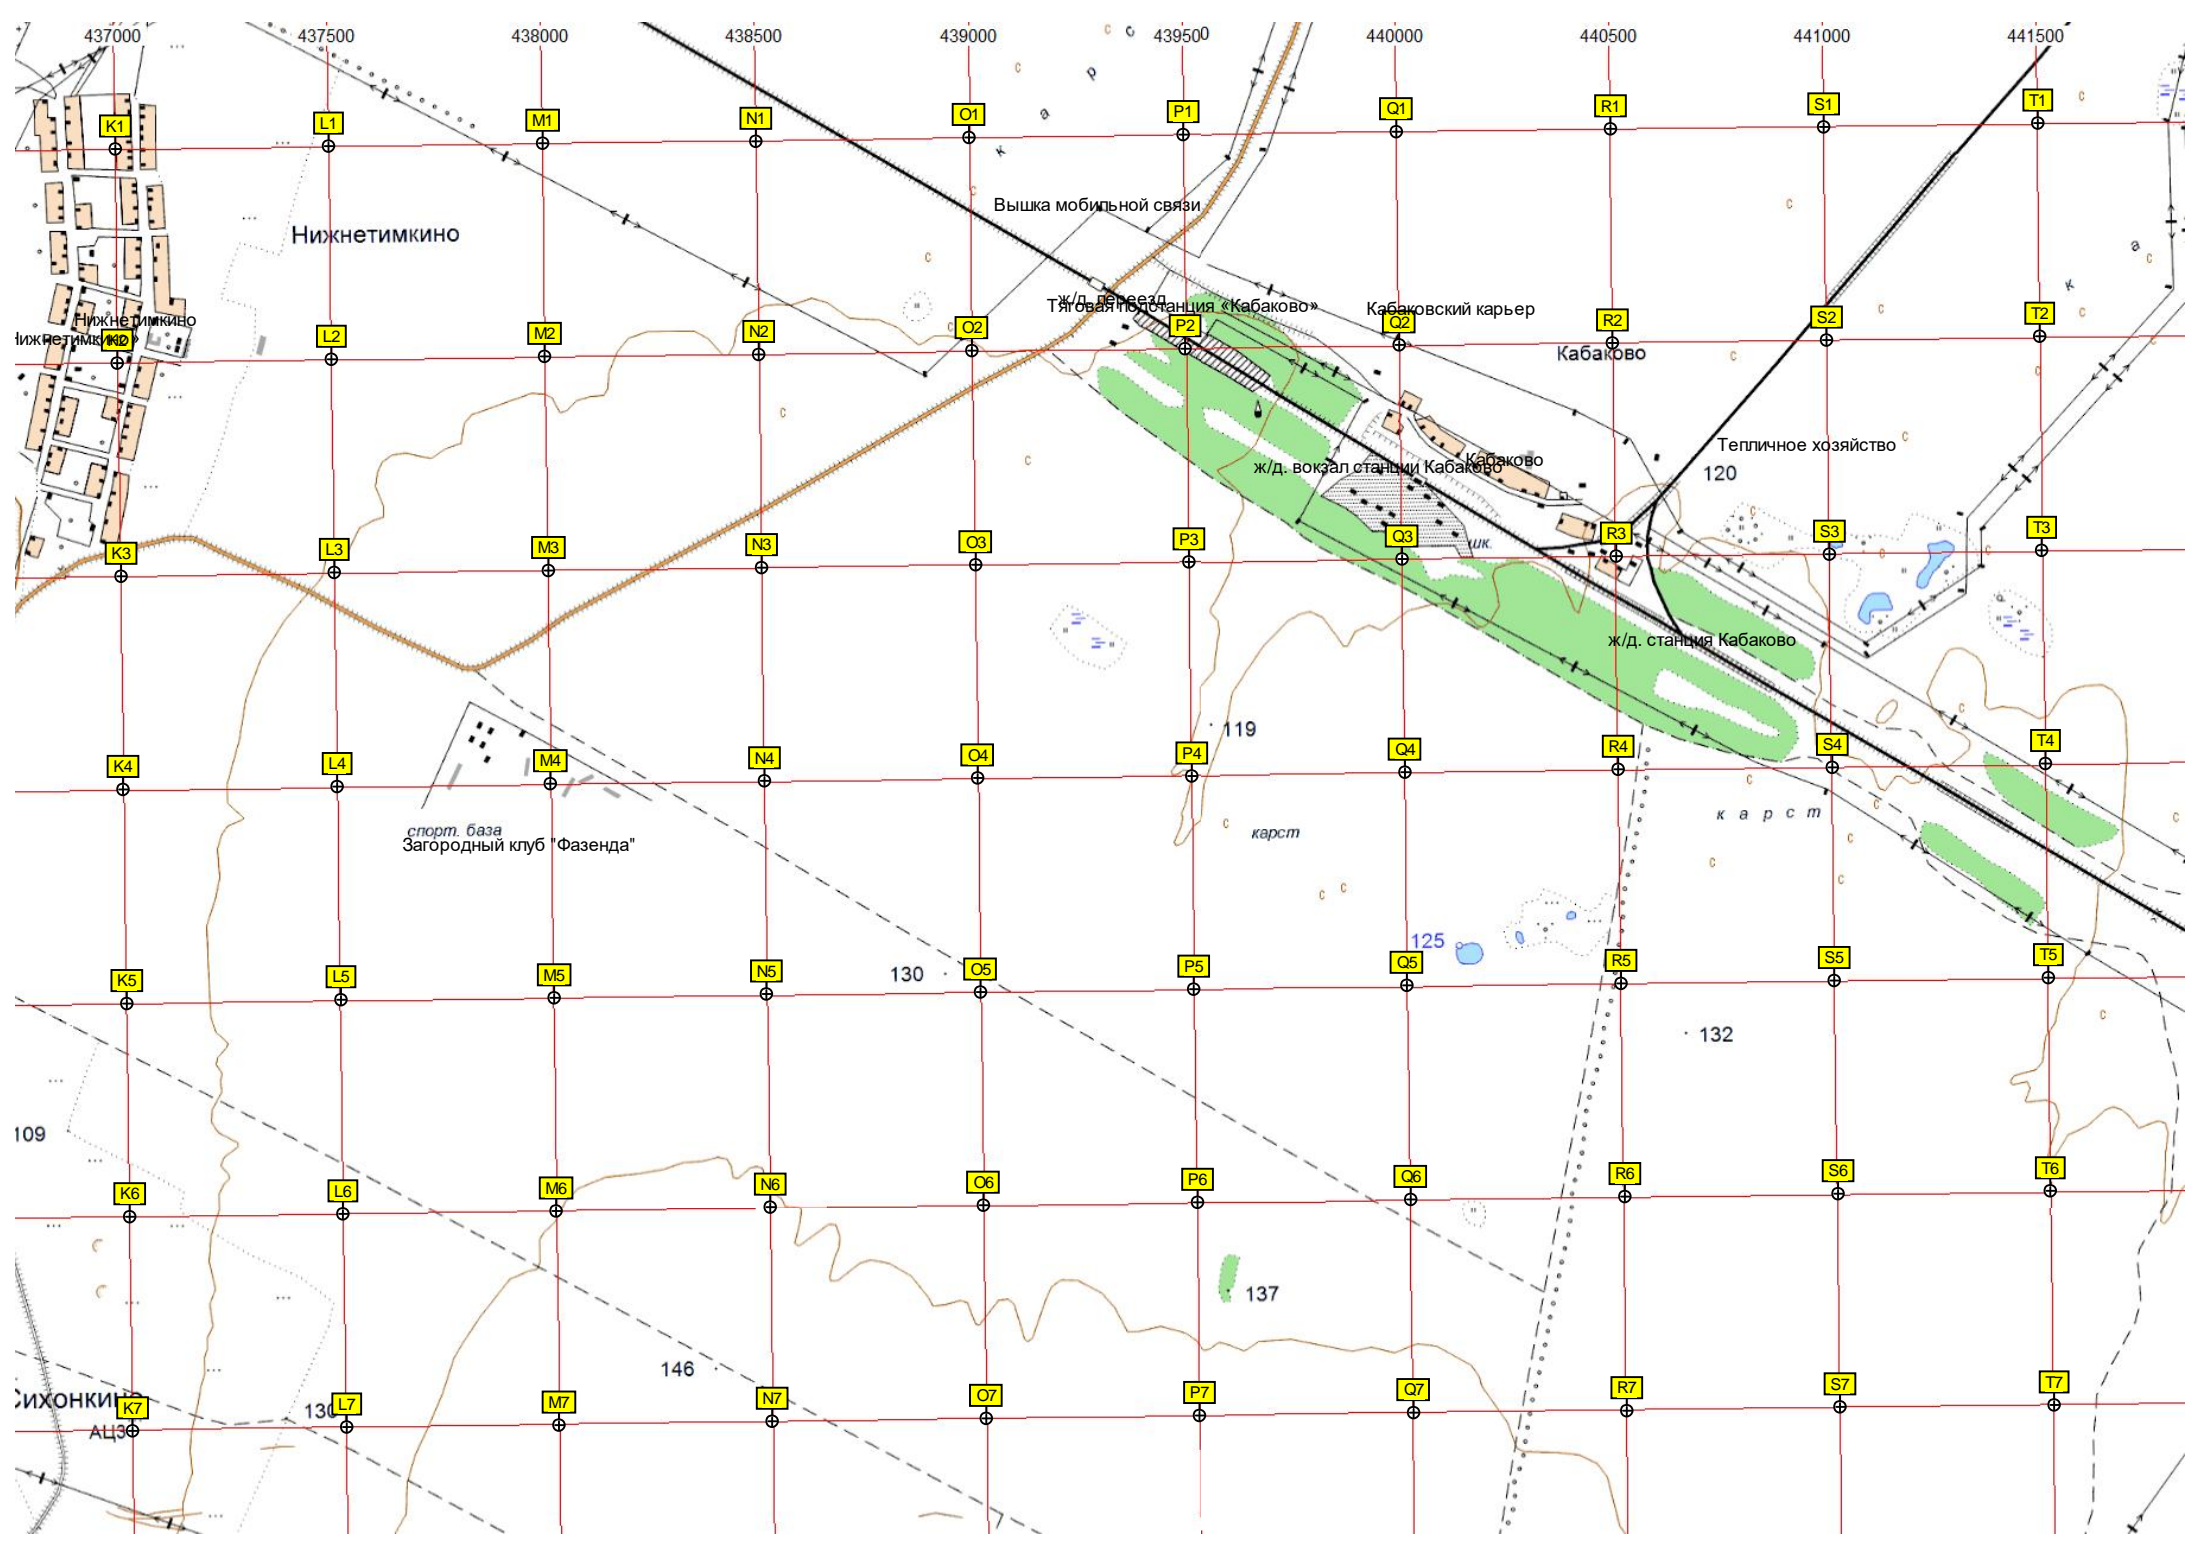 437000 437500 438000 438500 439000 439500 440000 440500 441000 441500
к а р с
K1 L1 M1 N1 O1 P1 Q1 R1 S1 T1
Вышка мобильной связи
Нижнетимкино
к а
ж/д. переезд
Тяговая подстанция «Кабаково»
Кабаковский карьер
Нижнетимкино
K2 L2 M2 N2 O2 P2 Q2 R2 S2 T2
Кабаково
Тепличное хозяйство
Кабаково
ж/д. вокзал станции Кабаково
120
K3 L3 M3 N3 O3 P3 Q3 R3 S3 T3
шк.
ж/д. станция Кабаково
119
K4 L4 M4 N4 O4 P4 Q4 R4 S4 T4
карст
спорт. база
карст
Загородный клуб "Фазенда"
125
130
K5 L5 M5 N5 O5 P5 Q5 R5 S5 T5
132
109
K6 L6 M6 N6 O6 P6 Q6 R6 S6 T6
137
146
K7 L7 M7 N7 O7 P7 Q7 R7 S7 T7
130